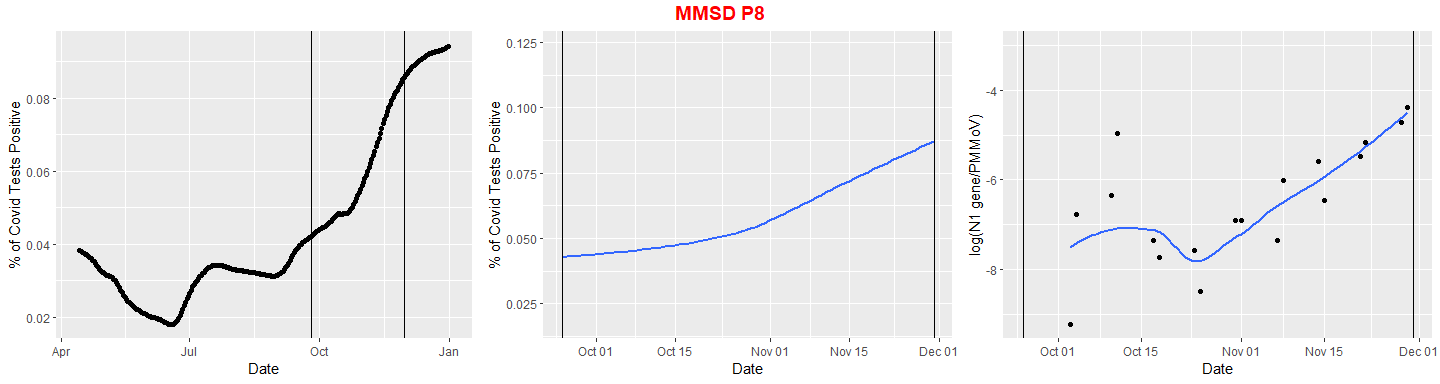 MMSD P8
% of Covid Tests Positive
0.08
0.06
0.04
0.02
Apr
Jul
Oct
Jan
Date
% of Covid Tests Positive
0.125
0.100
0.075
0.050
0.025
Oct 01
Oct 15
Nov 01
Nov 15
Dec 01
Date
log(N1 gene/PMMoV)
-4
-6
-8
Oct 01
Oct 15
Nov 01
Nov 15
Dec 01
Date